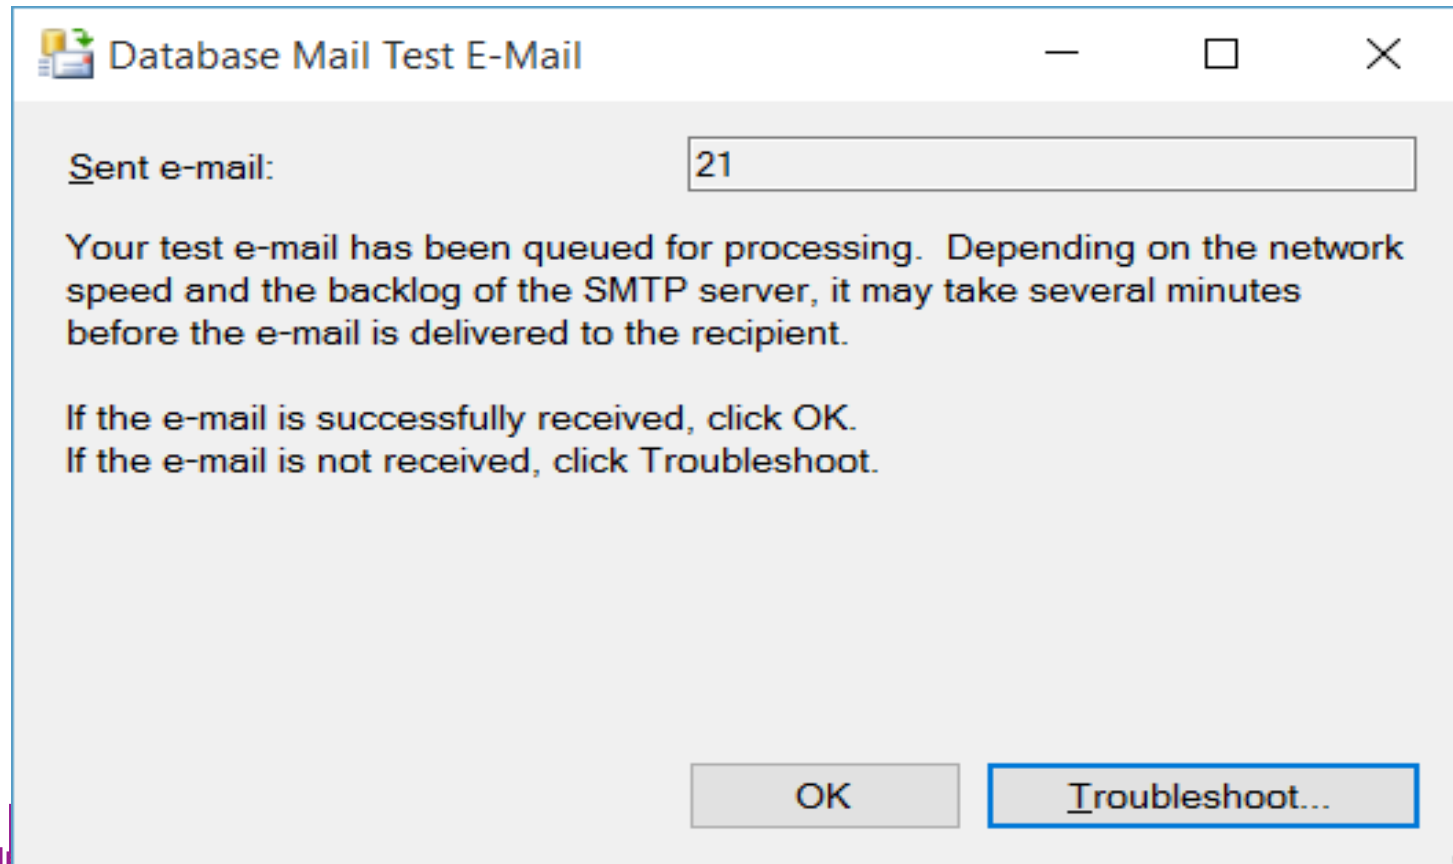 Database Mail Test E-Mail
Sent e-mail: 21
Your test e-mail has been queued for processing.  Depending on the network
speed and the backlog of the SMTP server, it may take several minutes
before the e-mail is delivered to the recipient.
If the e-mail is successfully received, click OK.
If the e-mail is not received, click Troubleshoot.
OK Troubleshoot...